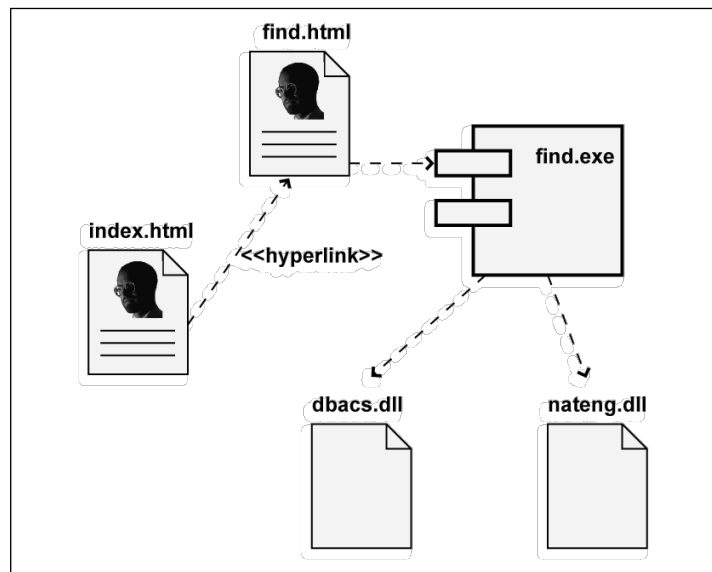 find.html
find.exe
index.html
<<hyperlink>>
dbacs.dll
nateng.dll